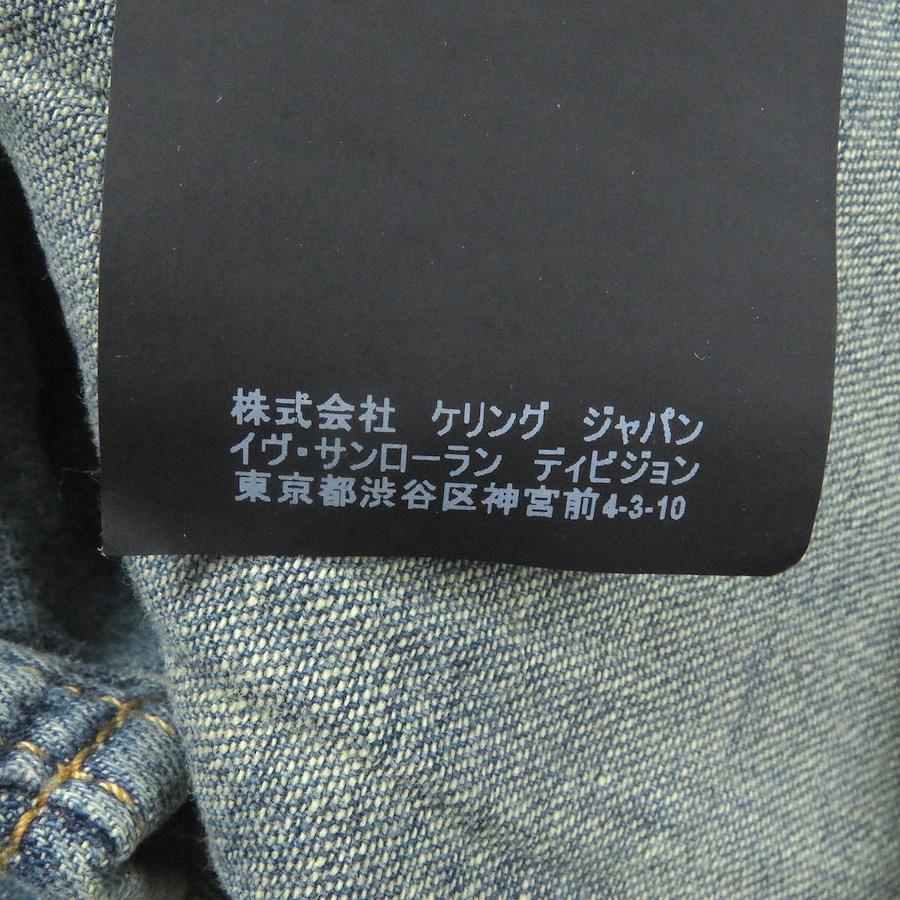 株式会社 ケリング ジャパン
イヴ・サンローラン ディビジョン
東京都渋谷区神宮前4-3-10